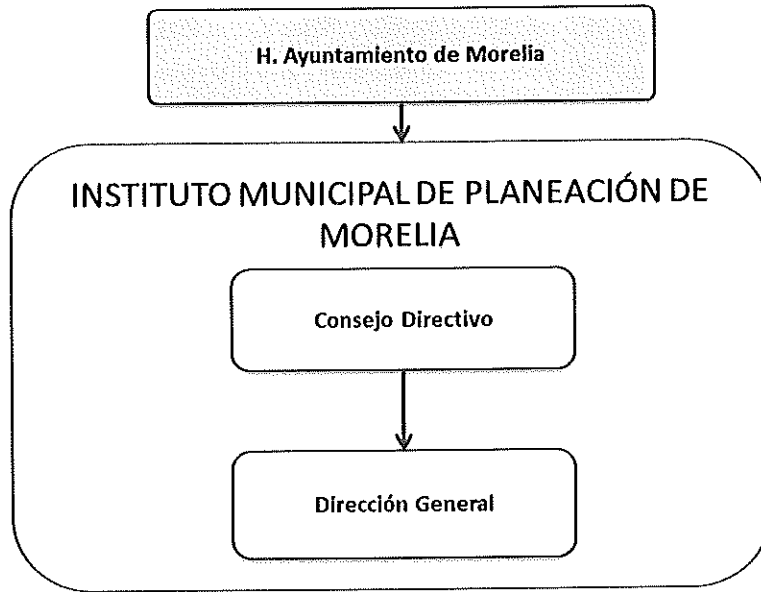 H. Ayuntamiento de Morelia
INSTITUTO MUNICIPAL DE PLANEACIÓN DE
MORELIA
Consejo Directivo
Dirección General